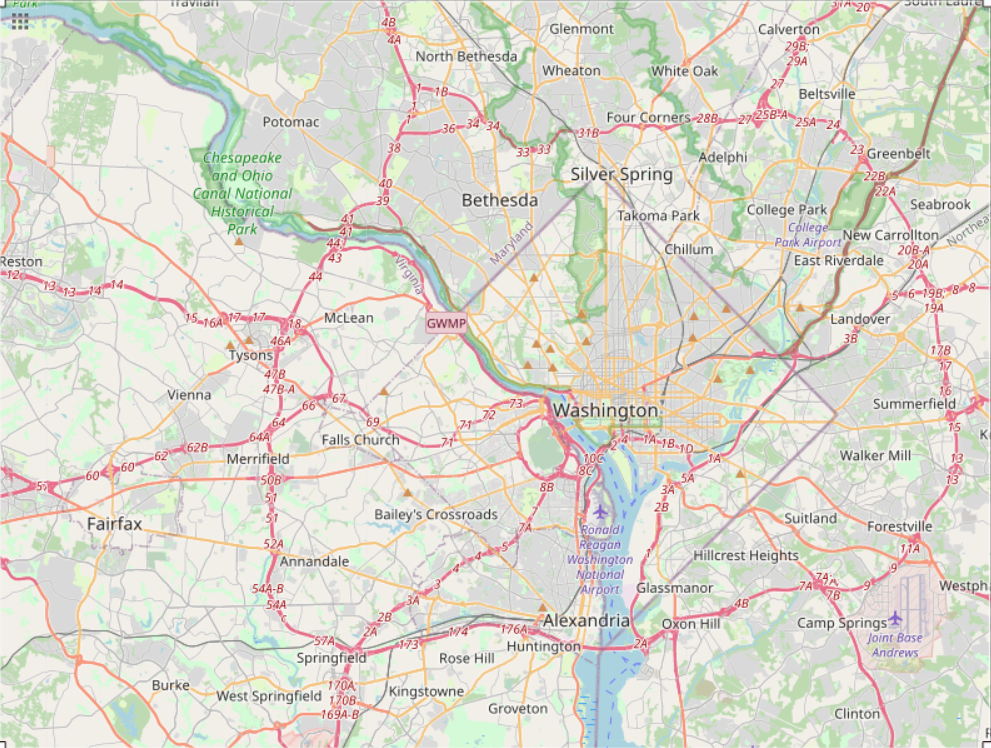 Park
Travilah
4B
4A
Glenmont
31A
20
South Laurel
Calverton
29B;
29A
North Bethesda
Wheaton
White Oak
27
Beltsville
1
1B
1
36
34
34
33
33
31B
Four Corners
28B
27
25B-A
25A
24
Potomac
38
23
Greenbelt
Chesapeake
and Ohio
Canal National
Historical
Park
Adelphi
22B
22A
40
39
Silver Spring
Bethesda
Seabrook
41
41
44
43
Takoma Park
College Park
College
Park Airport
New Carrollton
Maryland
Virginia
Chillum
East Riverdale
20B-A
20A
Reston
12
13
13
14
14
44
5
6
19B
8
8
19A
15
16A
17
17
18
McLean
GWMP
Landover
3B
46A
Tysons
17B
47B
47B-A
16
Vienna
66
67
73
72
71
Washington
Summerfield
69
64
64A
71
15
62B
62
60
60
57
Falls Church
2
4
1A
1B
1D
1A
Merrifield
50B
10C
8C
8B
5A
3A
Walker Mill
13
13
51
51
2B
Fairfax
Bailey's Crossroads
7A
Ronald
Reagan
Washington
National
Airport
Suitland
Forestville
11A
52A
5
4
4
3
Annandale
1
Hillcrest Heights
9
9
54A-B
54A
3A
Glassmanor
7A
7A
7B
4B
2B
2A
Alexandria
Oxon Hill
Camp Springs
Joint Base
Andrews
57A
173
174
176A
Huntington
2A
Springfield
Rose Hill
Burke
170A
170B
169A-B
West Springfield
Kingstowne
Groveton
Clinton